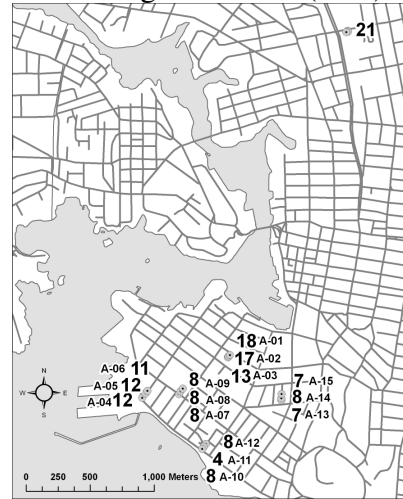 21
18 A-01
17 A-02
13 A-03
A-06 11
A-05 12
A-04 12
8 A-09
8 A-08
8 A-07
7 A-15
8 A-14
7 A-13
8 A-12
4 A-11
8 A-10
N
W E
S
0 250 500 1,000 Meters